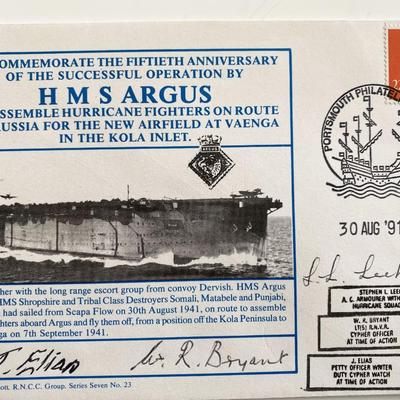 COMMEMORATE THE FIFTIETH ANNIVERSARY
OF THE SUCCESSFUL OPERATION BY
H M S ARGUS
ASSEMBLE HURRICANE FIGHTERS ON ROUTE
RUSSIA FOR THE NEW AIRFIELD AT VAENGA
IN THE KOLA INLET.
PORTSMOUTH PHILATEL
30 AUG '91
her with the long range escort group from convoy Dervish. HMS Argus
HMS Shropshire and Tribal Class Destroyers Somali, Matabele and Punjabi,
had sailed from Scapa Flow on 30th August 1941, on route to assemble
ghters aboard Argus and fly them off, from a position off the Kola Peninsula to
enga on 7th September 1941.
STEPHEN L. LEE
A.C. ARMOURER WITH
HURRICANE SQUAD
W. R. BRYANT
R.N.V.R.
CYPHER OFFICER
AT TIME OF ACTION
J. ELIAS
PETTY OFFICER WRITER
DUTY CYPHER WATCH
AT TIME OF ACTION
J. Elias
W. R. Bryant
ott. R.N.C.C. Group. Series Seven No. 23